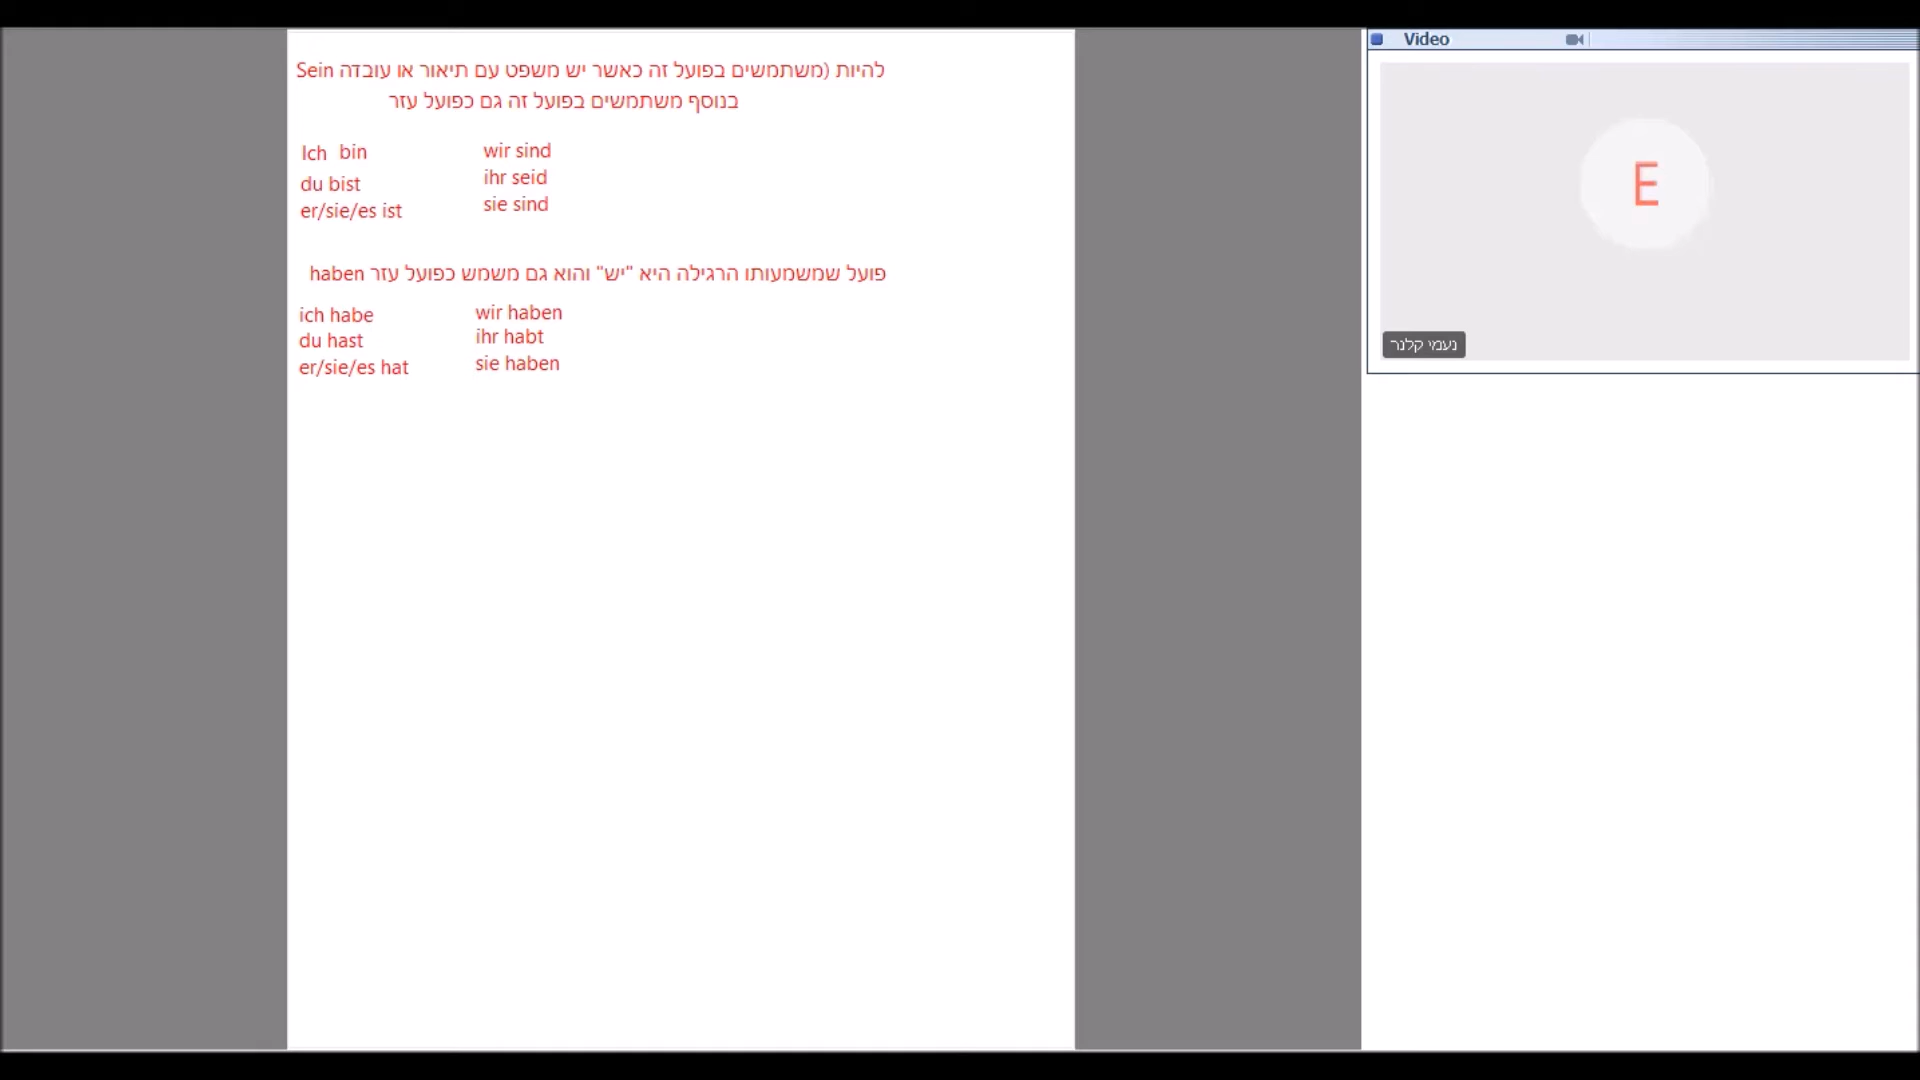 Sein להיות (משתמשים בפועל זה כאשר יש משפט עם תיאור או עובדה
בנוסף משתמשים בפועל זה גם כפועל עזר
Ich bin
du bist
er/sie/es ist
wir sind
ihr seid
sie sind
haben פועל שמשמעותו הרגילה היא "יש" והוא גם משמש כפועל עזר
ich habe
du hast
er/sie/es hat
wir haben
ihr habt
sie haben
Video
E
נעמי קלנר